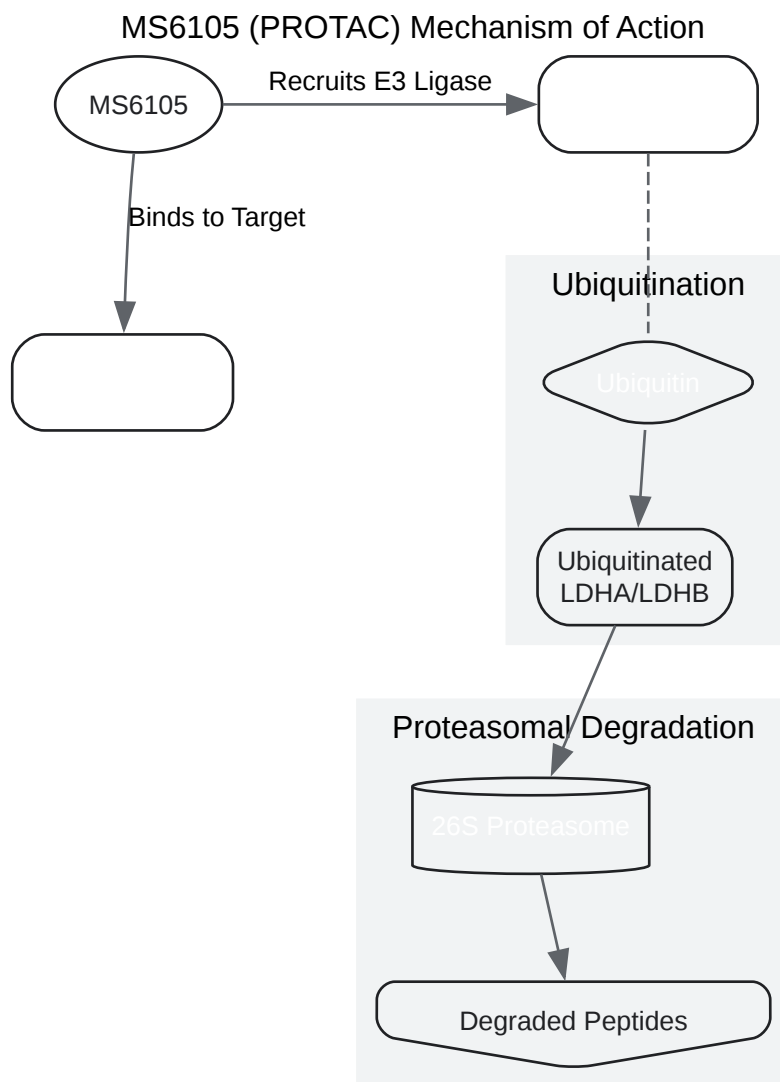 MS6105 (PROTAC) Mechanism of Action
MS6105
Recruits E3 Ligase
Binds to Target
Ubiquitination
Ubiquitin
Ubiquitinated
LDHA/LDHB
Proteasomal Degradation
26S Proteasome
Degraded Peptides